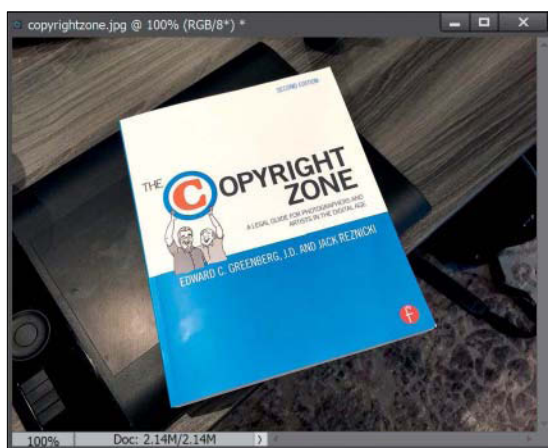 copyrightzone.jpg @ 100% (RGB/8*) *
SECOND EDITION
THE COPYRIGHT
ZONE
A LEGAL GUIDE FOR PHOTOGRAPHERS AND
ARTISTS IN THE DIGITAL AGE
EDWARD C. GREENBERG, J.D. AND JACK REZNICKI
f
100% Doc: 2.14M/2.14M